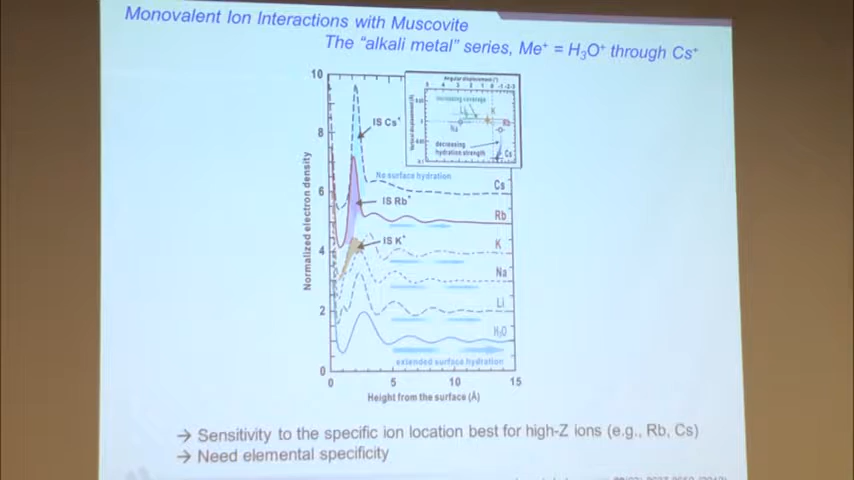 Monovalent Ion Interactions with Muscovite
The “alkali metal” series, Me⁺ = H₃O⁺ through Cs⁺
10
8
6
4
2
0
Normalized electron density
0
5
10
15
Height from the surface (Å)
IS Cs⁺
No surface hydration
Cs
IS Rb⁺
Rb
IS K⁺
K
Na
Li
H₂O
extended surface hydration
Angular displacement (°)
increasing coverage
Li
K
Rb
Na
decreasing
hydration strength
Cs
→ Sensitivity to the specific ion location best for high-Z ions (e.g., Rb, Cs)
→ Need elemental specificity